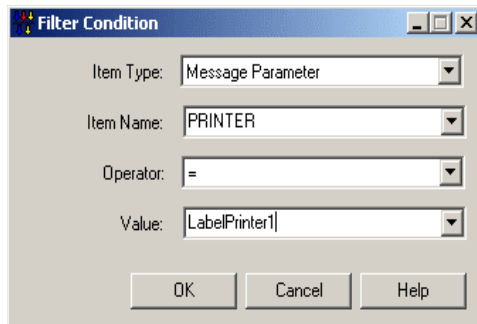 Filter Condition
Item Type: Message Parameter
Item Name: PRINTER
Operator: =
Value: LabelPrinter1
OK Cancel Help